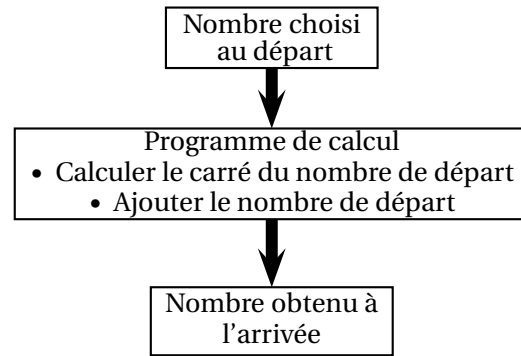 Nombre choisi
au départ
Programme de calcul
• Calculer le carré du nombre de départ
• Ajouter le nombre de départ
Nombre obtenu à
l'arrivée